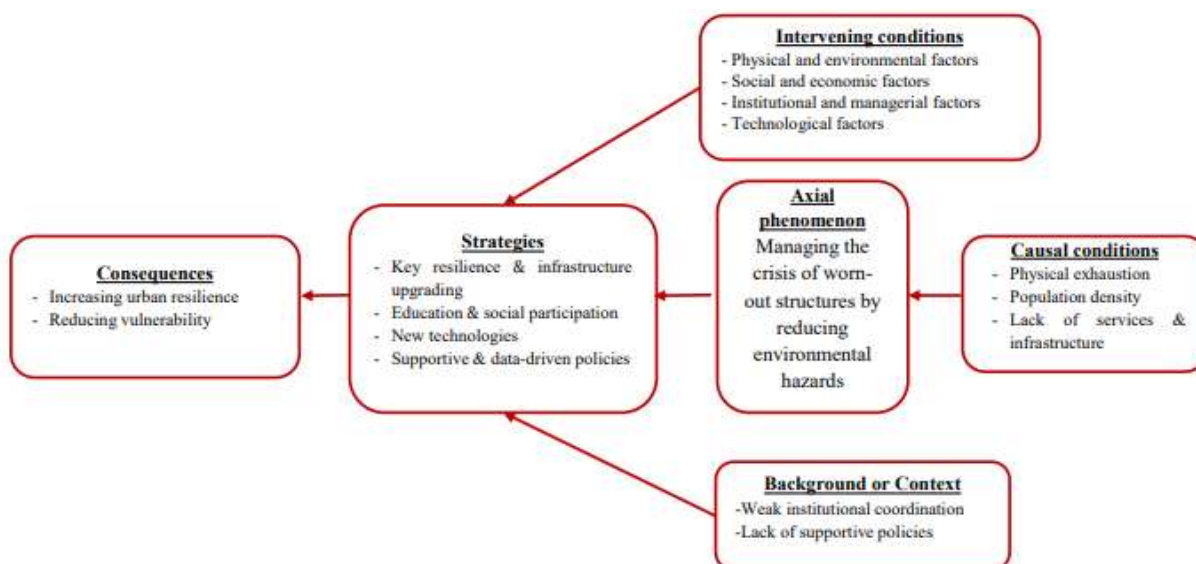 Intervening conditions
- Physical and environmental factors
- Social and economic factors
- Institutional and managerial factors
- Technological factors
Axial
phenomenon
Managing the
crisis of worn-
out structures by
reducing
environmental
hazards
Causal conditions
- Physical exhaustion
- Population density
- Lack of services &
infrastructure
Strategies
- Key resilience & infrastructure
upgrading
- Education & social participation
- New technologies
- Supportive & data-driven policies
Consequences
- Increasing urban resilience
- Reducing vulnerability
Background or Context
-Weak institutional coordination
-Lack of supportive policies